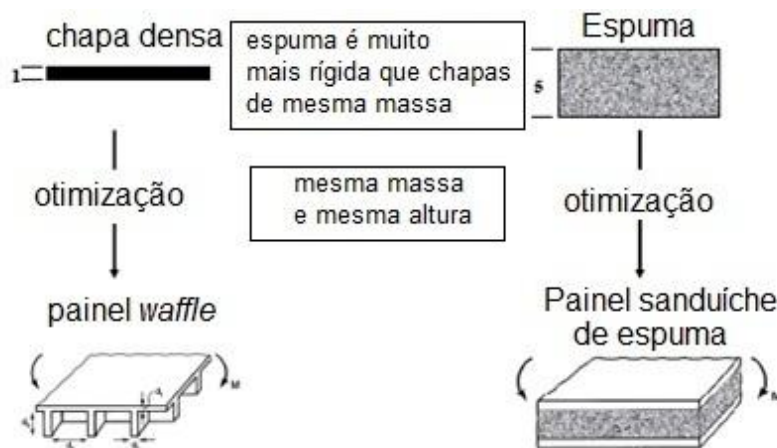 chapa densa
1
espuma é muito
mais rígida que chapas
de mesma massa
Espuma
5
otimização
mesma massa
e mesma altura
otimização
painel waffle
M
Painel sanduíche
de espuma
M